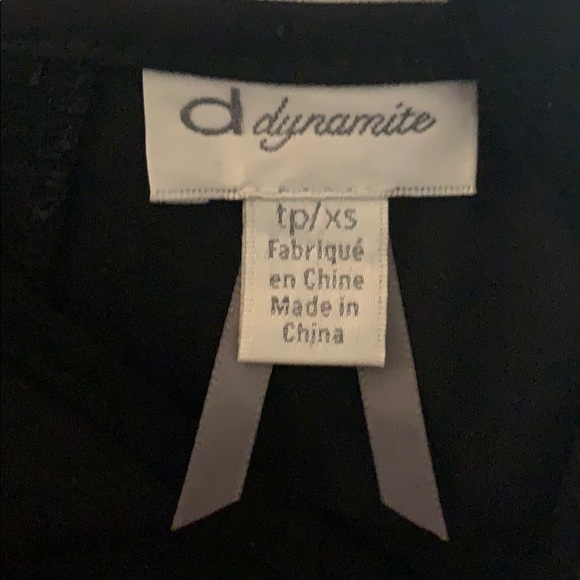 d dynamite
tp/xs
Fabriqué
en Chine
Made in
China